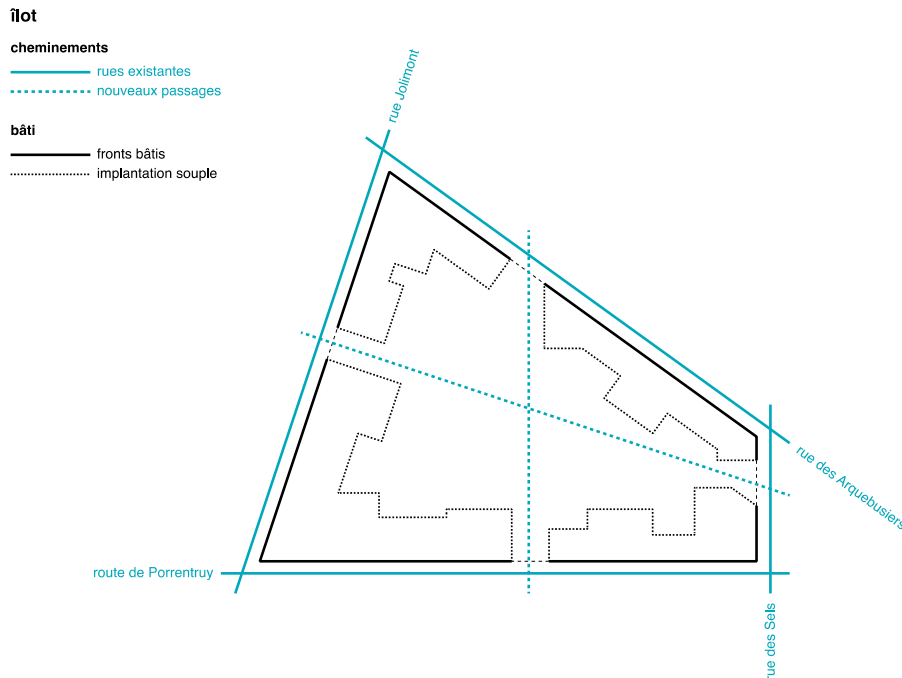 îlot
cheminements
rues existantes
nouveaux passages
bâti
fronts bâtis
implantation souple
rue Jolimont
rue des Arquebusiers
route de Porrentruy
rue des Sels